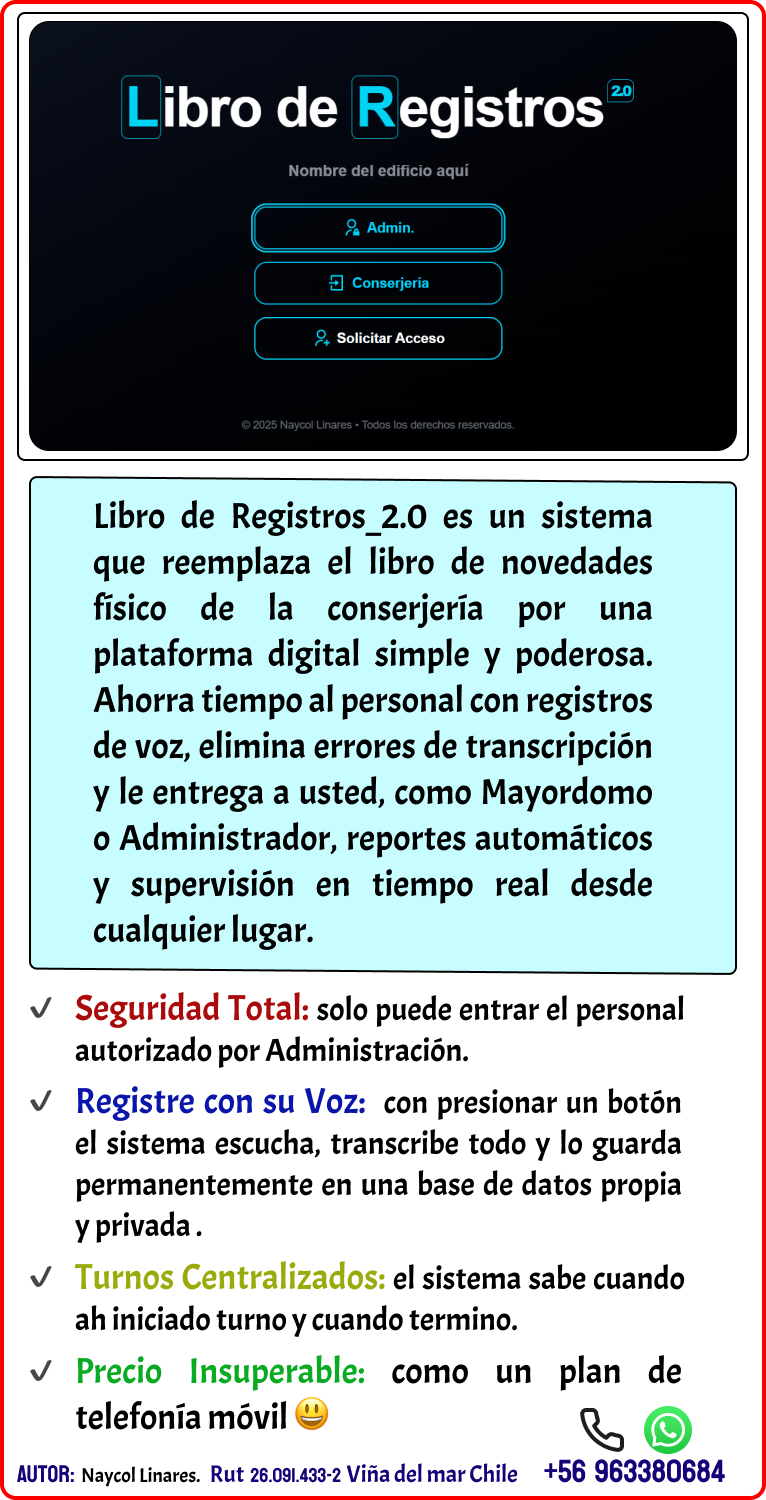 Libro de Registros 2.0
Nombre del edificio aquí
Admin.
Conserjería
Solicitar Acceso
© 2025 Naycol Linares • Todos los derechos reservados.
Libro de Registros_2.0 es un sistema
que reemplaza el libro de novedades
físico de la conserjería por una
plataforma digital simple y poderosa.
Ahorra tiempo al personal con registros
de voz, elimina errores de transcripción
y le entrega a usted, como Mayordomo
o Administrador, reportes automáticos
y supervisión en tiempo real desde
cualquier lugar.
✓ Seguridad Total: solo puede entrar el personal
autorizado por Administración.
✓ Registre con su Voz: con presionar un botón
el sistema escucha, transcribe todo y lo guarda
permanentemente en una base de datos propia
y privada .
✓ Turnos Centralizados: el sistema sabe cuando
ah iniciado turno y cuando termino.
✓ Precio Insuperable: como un plan de
telefonía móvil 😃
AUTOR: Naycol Linares. Rut 26.091.433-2 Viña del mar Chile +56 963380684